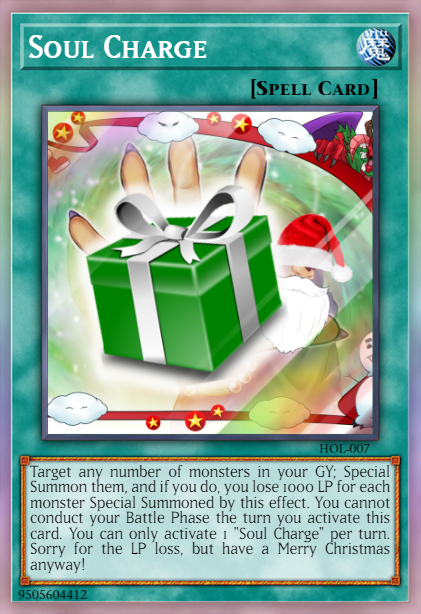 Soul Charge
魔
[Spell Card]
HOL-007
Target any number of monsters in your GY; Special
Summon them, and if you do, you lose 1000 LP for each
monster Special Summoned by this effect. You cannot
conduct your Battle Phase the turn you activate this
card. You can only activate 1 "Soul Charge" per turn.
Sorry for the LP loss, but have a Merry Christmas
anyway!
9505604412